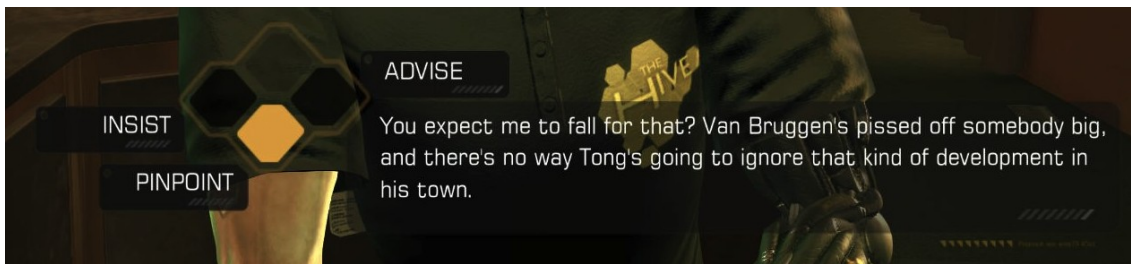 ADVISE
THE
HIVE
INSIST
PINPOINT
You expect me to fall for that? Van Bruggen's pissed off somebody big,
and there's no way Tong's going to ignore that kind of development in
his town.